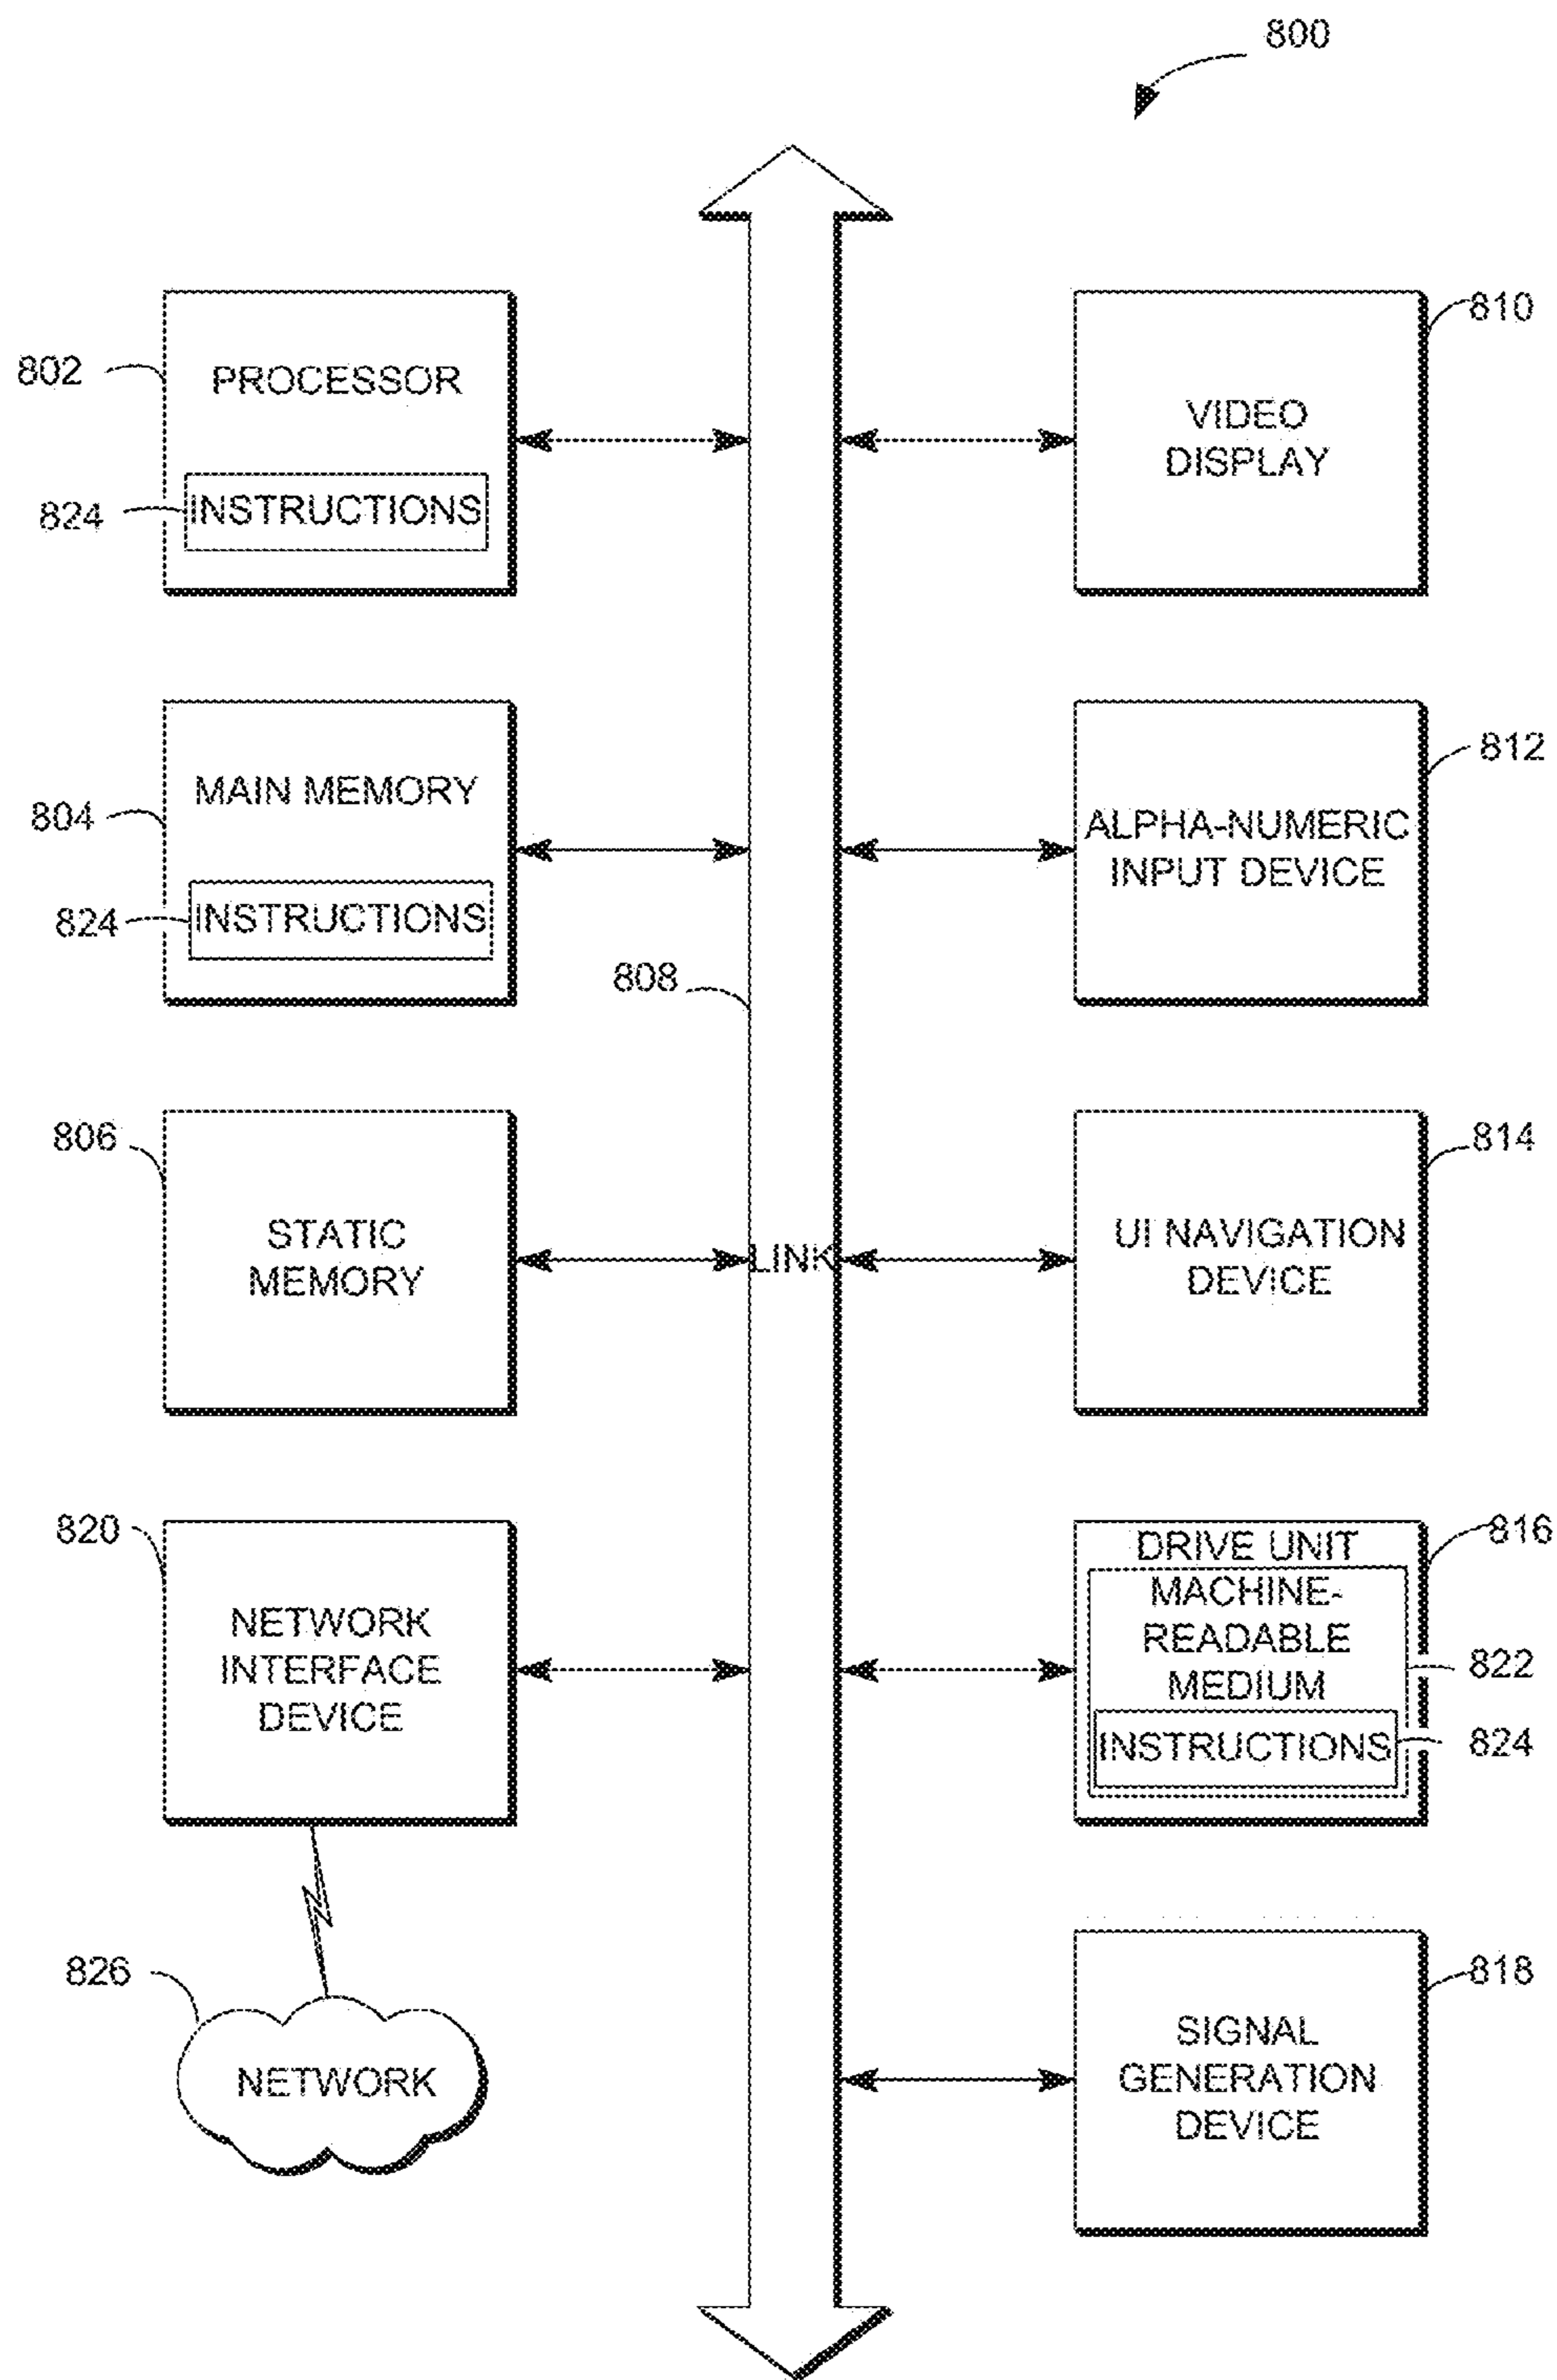 800
802
PROCESSOR
824
INSTRUCTIONS
810
VIDEO
DISPLAY
804
MAIN MEMORY
824
INSTRUCTIONS
812
ALPHA-NUMERIC
INPUT DEVICE
808
LINK
806
STATIC
MEMORY
814
UI NAVIGATION
DEVICE
820
NETWORK
INTERFACE
DEVICE
816
DRIVE UNIT
MACHINE-
READABLE
MEDIUM
822
INSTRUCTIONS
824
826
NETWORK
818
SIGNAL
GENERATION
DEVICE